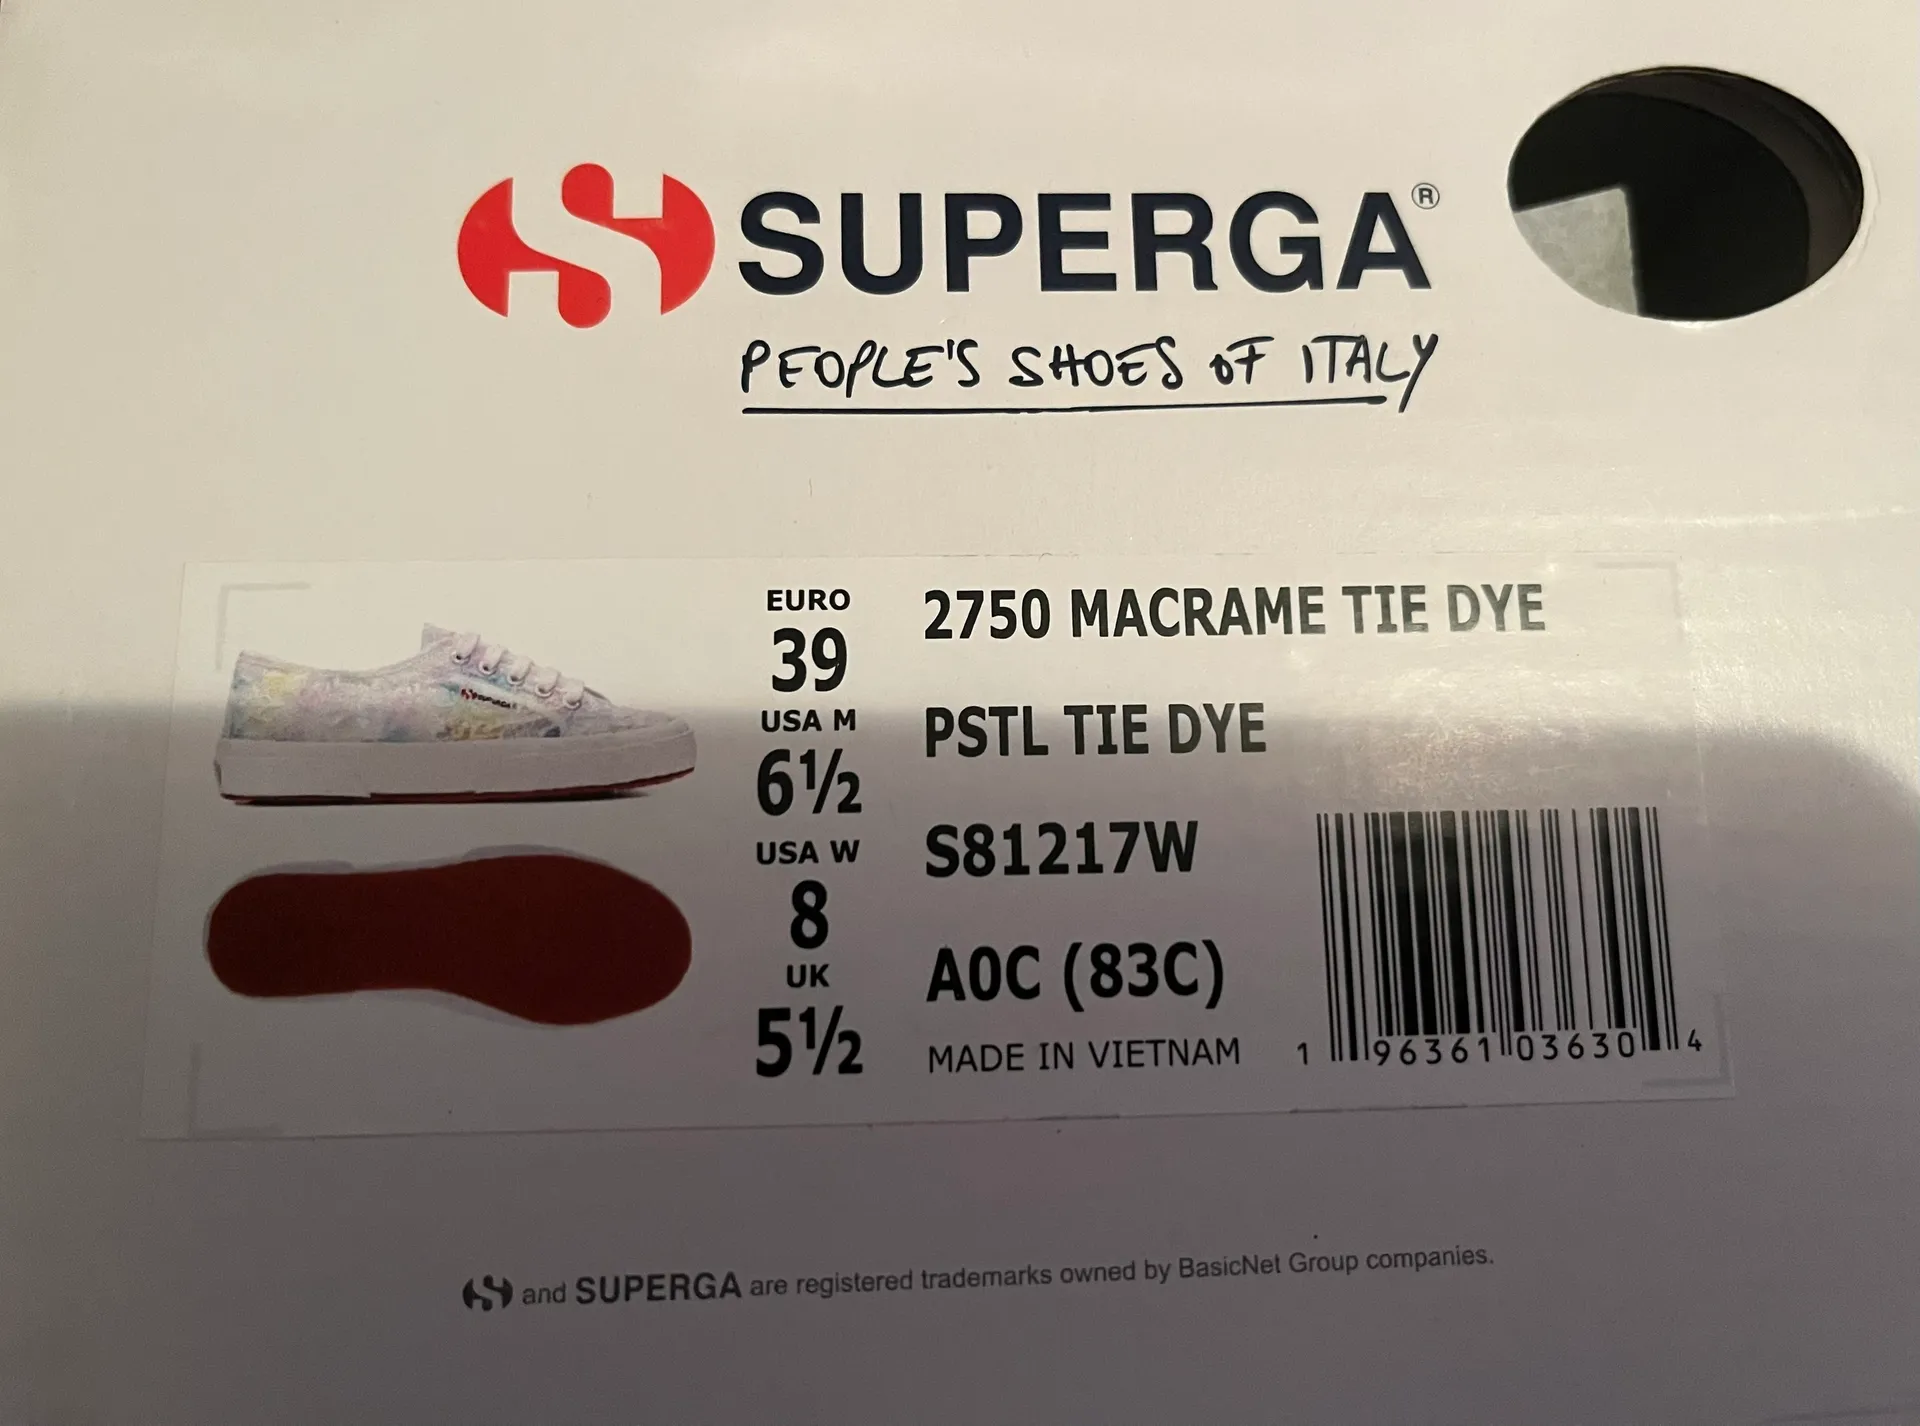 SUPERGA®
PEOPLE'S SHOES OF ITALY
EURO
39
USA M
6½
USA W
8
UK
5½
2750 MACRAME TIE DYE
PSTL TIE DYE
S81217W
A0C (83C)
MADE IN VIETNAM
1 96361 03630 4
SUPERGA
and SUPERGA are registered trademarks owned by BasicNet Group companies.